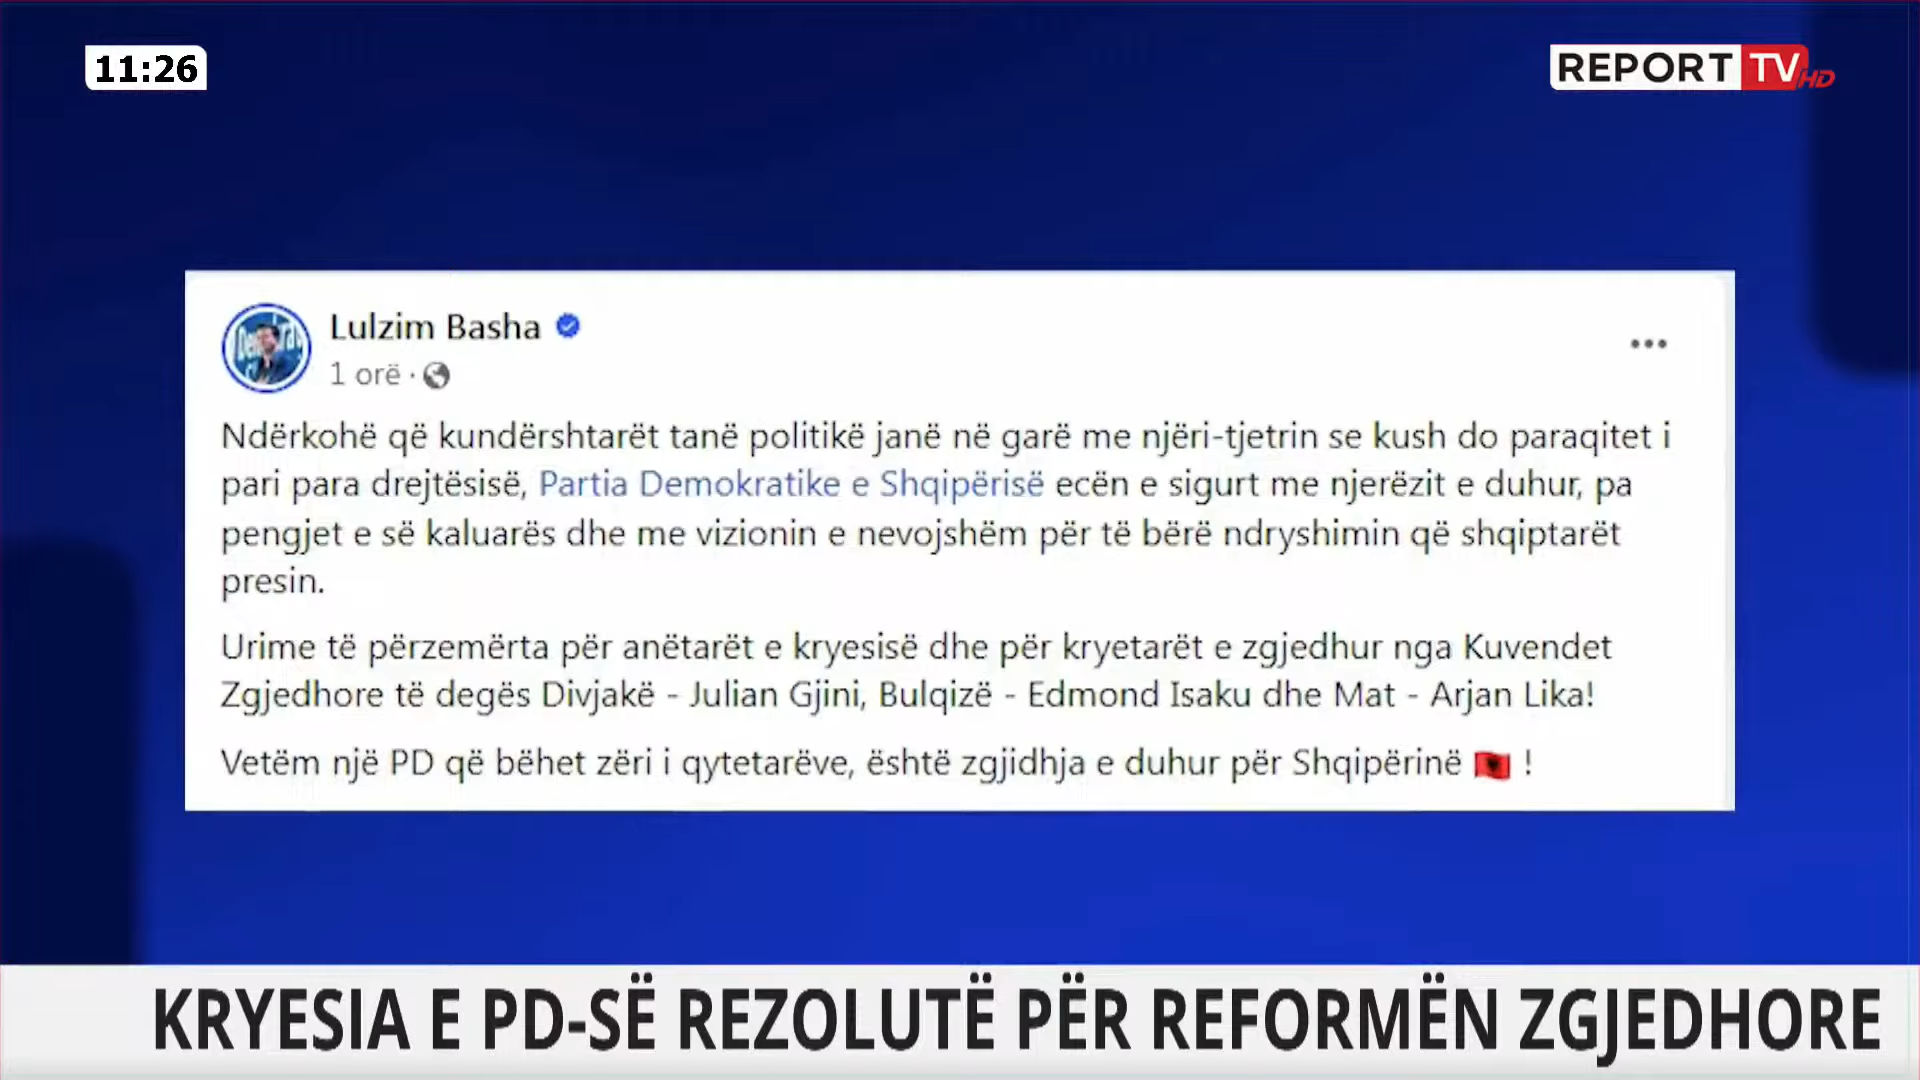 11:26
REPORT TV HD
Lulzim Basha
1 orë ·
Ndërkohë që kundërshtarët tanë politikë janë në garë me njëri-tjetrin se kush do paraqitet i
pari para drejtësisë, Partia Demokratike e Shqipërisë ecën e sigurt me njerëzit e duhur, pa
pengjet e së kaluarës dhe me vizionin e nevojshëm për të bërë ndryshimin që shqiptarët
presin.
Urime të përzemërta për anëtarët e kryesisë dhe për kryetarët e zgjedhur nga Kuvendet
Zgjedhore të degës Divjakë - Julian Gjini, Bulqizë - Edmond Isaku dhe Mat - Arjan Lika!
Vetëm një PD që bëhet zëri i qytetarëve, është zgjidhja e duhur për Shqipërinë 🇦🇱 !
KRYESIA E PD-SË REZOLUTË PËR REFORMËN ZGJEDHORE